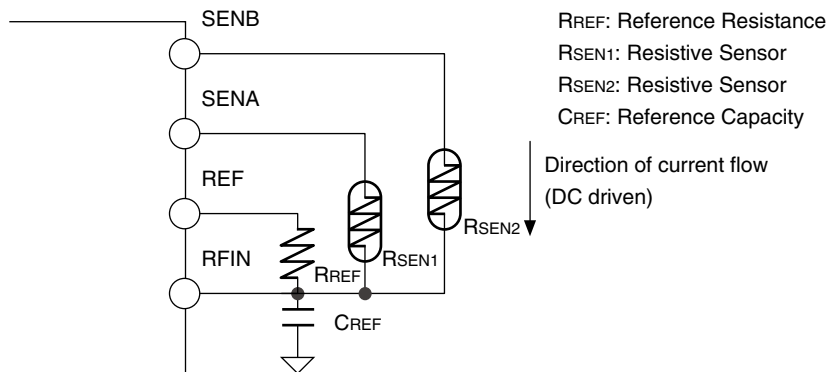 SENB
SENA
REF
RFIN
RREF
RSEN1
RSEN2
CREF
RREF: Reference Resistance
RSEN1: Resistive Sensor
RSEN2: Resistive Sensor
CREF: Reference Capacity
Direction of current flow
(DC driven)